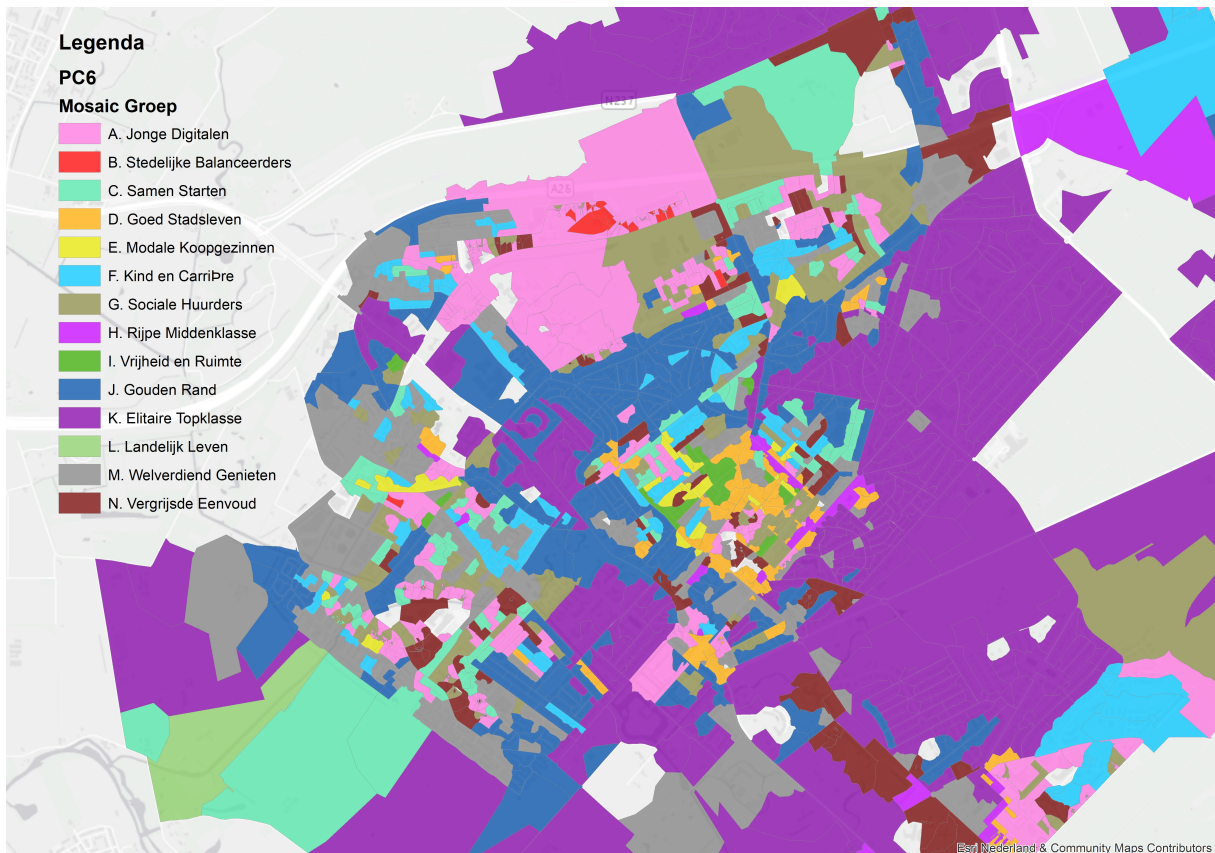 Legenda
PC6
Mosaic Groep
A. Jonge Digitalen
B. Stedelijke Balanceerders
C. Samen Starten
D. Goed Stadsleven
E. Modale Koopgezinnen
F. Kind en CarriÞre
G. Sociale Huurders
H. Rijpe Middenklasse
I. Vrijheid en Ruimte
J. Gouden Rand
K. Elitaire Topklasse
L. Landelijk Leven
M. Welverdiend Genieten
N. Vergrijsde Eenvoud
N237
A28
Esri Nederland & Community Maps Contributors